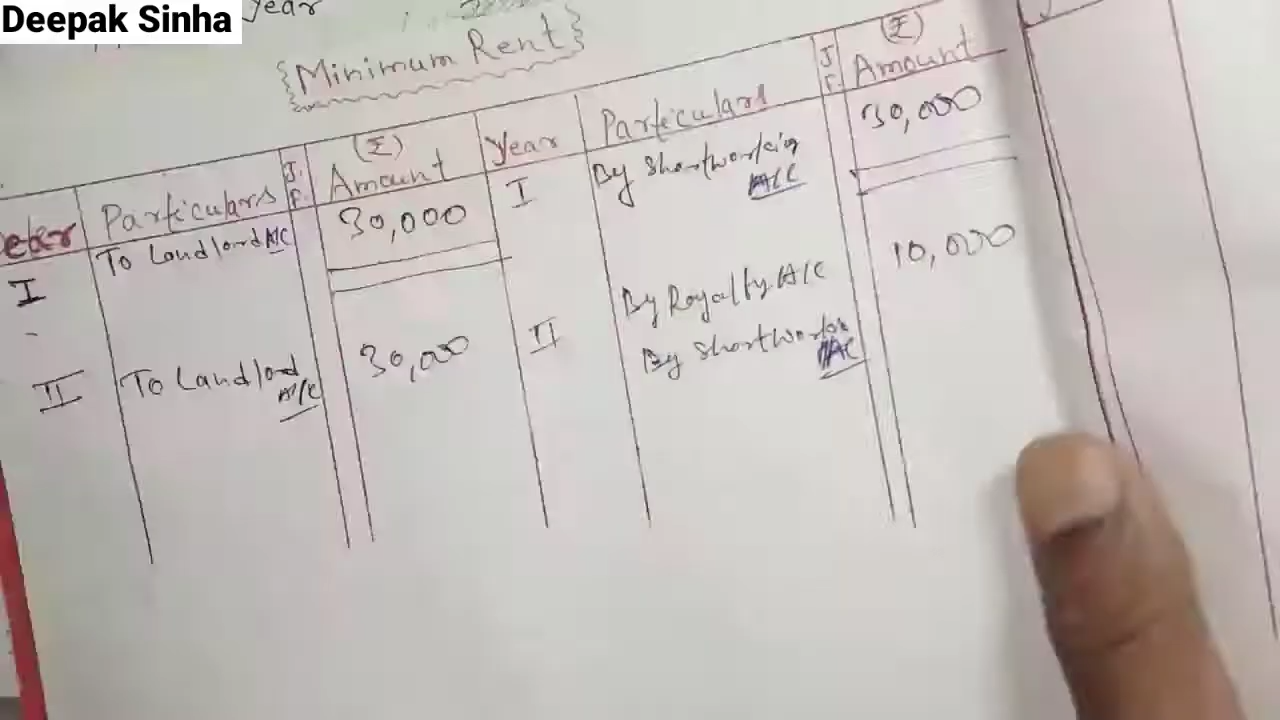 Deepak Sinha
year
{Minimum Rent}
Particulars J.F. (₹) Amount Year Particulars J.F. (₹) Amount
I To Landlord A/C 30,000 I By Shortworking A/C 30,000
II To Landlord A/C 30,000 II By Royalty A/C 10,000
By Shortworking A/C